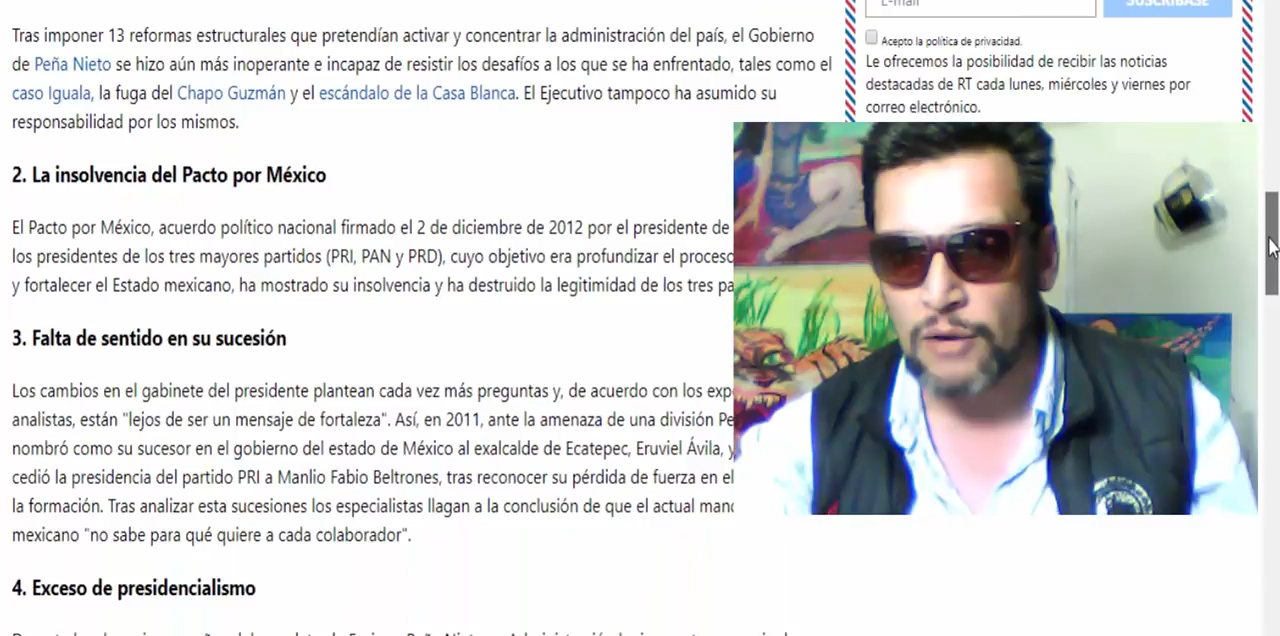 Tras imponer 13 reformas estructurales que pretendían activar y concentrar la administración del país, el Gobierno
de Peña Nieto se hizo aún más inoperante e incapaz de resistir los desafíos a los que se ha enfrentado, tales como el
caso Iguala, la fuga del Chapo Guzmán y el escándalo de la Casa Blanca. El Ejecutivo tampoco ha asumido su
responsabilidad por los mismos.
2. La insolvencia del Pacto por México
El Pacto por México, acuerdo político nacional firmado el 2 de diciembre de 2012 por el presidente de
los presidentes de los tres mayores partidos (PRI, PAN y PRD), cuyo objetivo era profundizar el proceso
y fortalecer el Estado mexicano, ha mostrado su insolvencia y ha destruido la legitimidad de los tres pa
3. Falta de sentido en su sucesión
Los cambios en el gabinete del presidente plantean cada vez más preguntas y, de acuerdo con los exp
analistas, están "lejos de ser un mensaje de fortaleza". Así, en 2011, ante la amenaza de una división Pe
nombró como su sucesor en el gobierno del estado de México al exalcalde de Ecatepec, Eruviel Ávila, y
cedió la presidencia del partido PRI a Manlio Fabio Beltrones, tras reconocer su pérdida de fuerza en el
la formación. Tras analizar esta sucesiones los especialistas llagan a la conclusión de que el actual man
mexicano "no sabe para qué quiere a cada colaborador".
4. Exceso de presidencialismo
E-mail
SUSCRÍBASE
Acepto la política de privacidad.
Le ofrecemos la posibilidad de recibir las noticias
destacadas de RT cada lunes, miércoles y viernes por
correo electrónico.